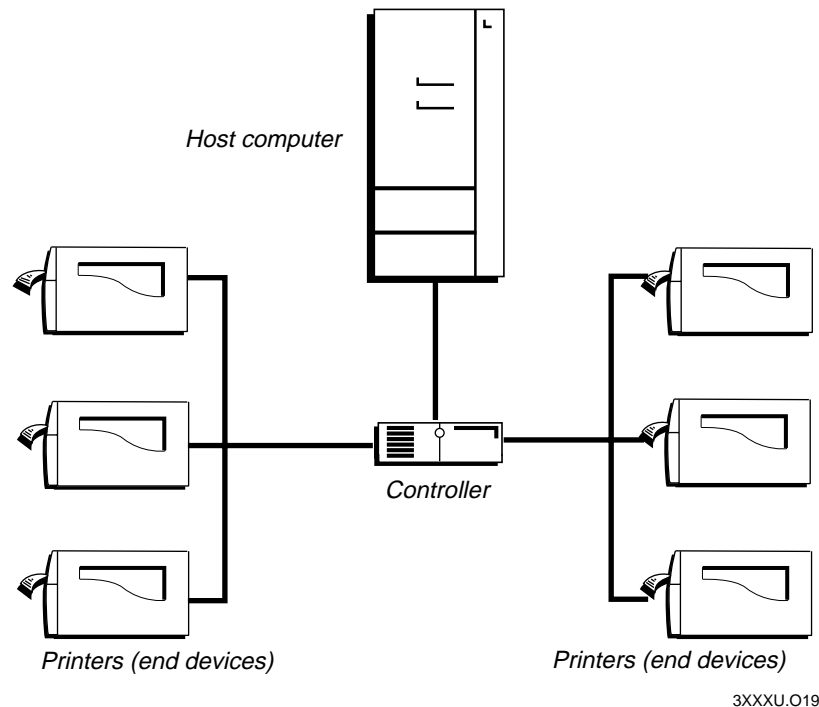 Host computer
Controller
Printers (end devices)
Printers (end devices)
3XXXU.O19